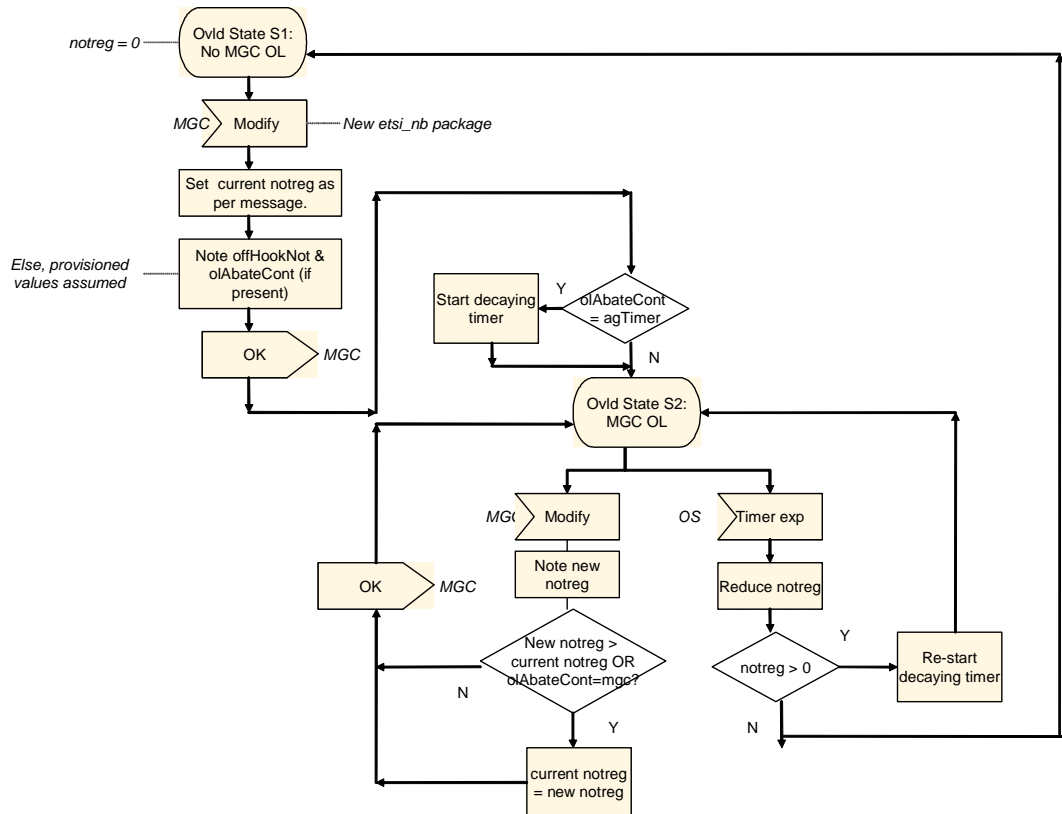 notreg = 0
Ovld State S1:
No MGC OL
MGC
Modify
New etsi_nb package
Set current notreg as
per message.
Else, provisioned
values assumed
Note offHookNot &
olAbateCont (if
present)
OK
MGC
Start decaying
timer
Y
olAbateCont
= agTimer
N
Ovld State S2:
MGC OL
MGC
Modify
OS
Timer exp
Note new
notreg
Reduce notreg
OK
MGC
New notreg >
current notreg OR
olAbateCont=mgc?
N
Y
notreg > 0
Y
N
Re-start
decaying timer
current notreg
= new notreg